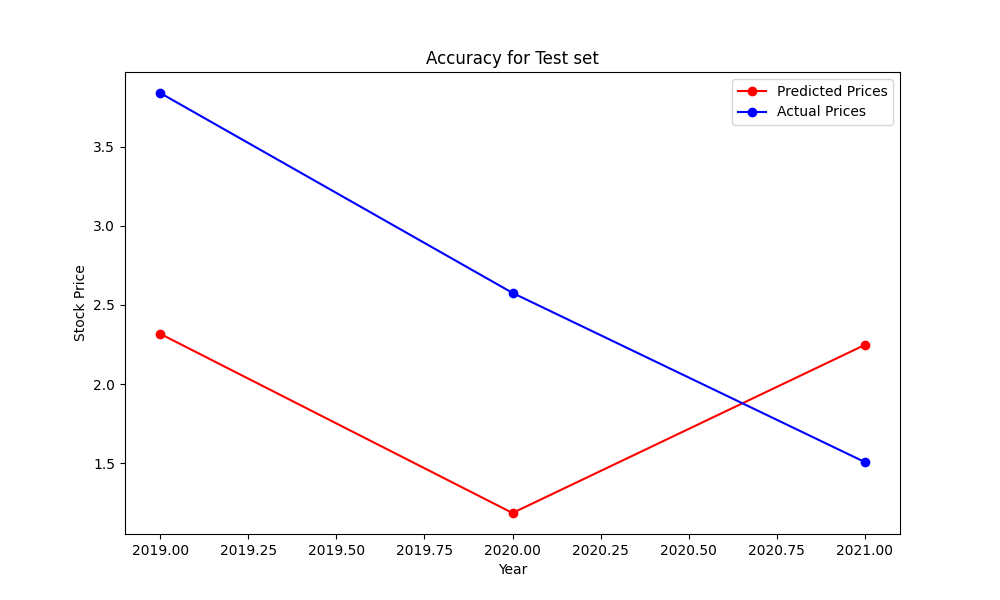 Accuracy for Test set
Predicted Prices
Actual Prices
Stock Price
3.5
3.0
2.5
2.0
1.5
2019.00 2019.25 2019.50 2019.75 2020.00 2020.25 2020.50 2020.75 2021.00
Year